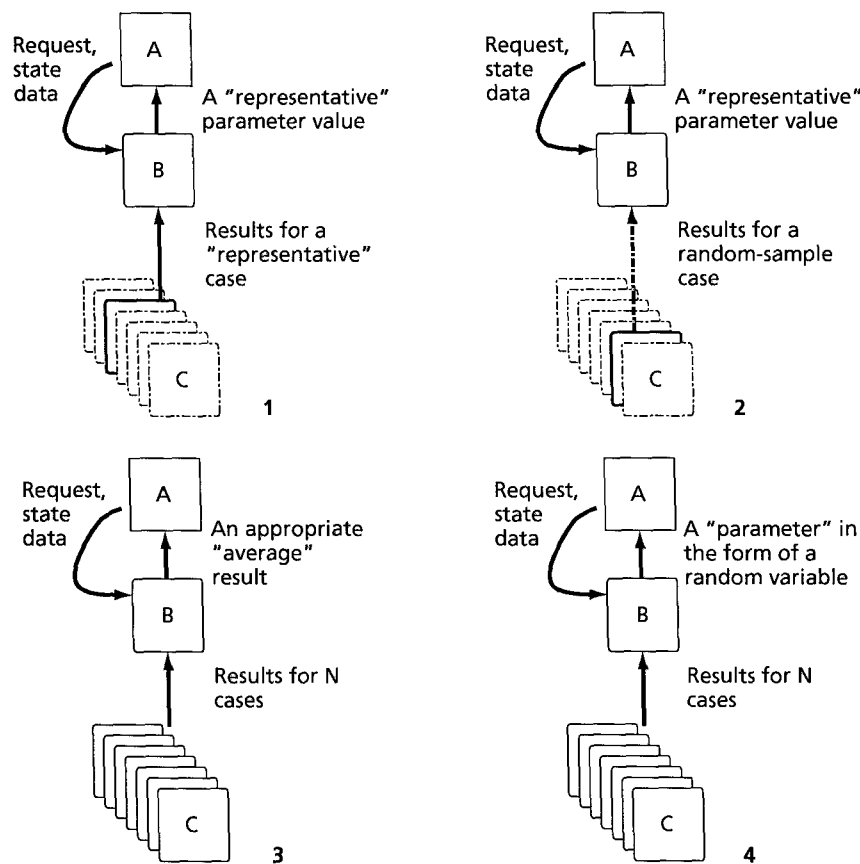 Request,
state
data
A
A "representative"
parameter value
B
Results for a
"representative"
case
C
1
Request,
state
data
A
A "representative"
parameter value
B
Results for a
random-sample
case
C
2
Request,
state
data
A
An appropriate
"average"
result
B
Results for N
cases
C
3
Request,
state
data
A
A "parameter" in
the form of a
random variable
B
Results for N
cases
C
4